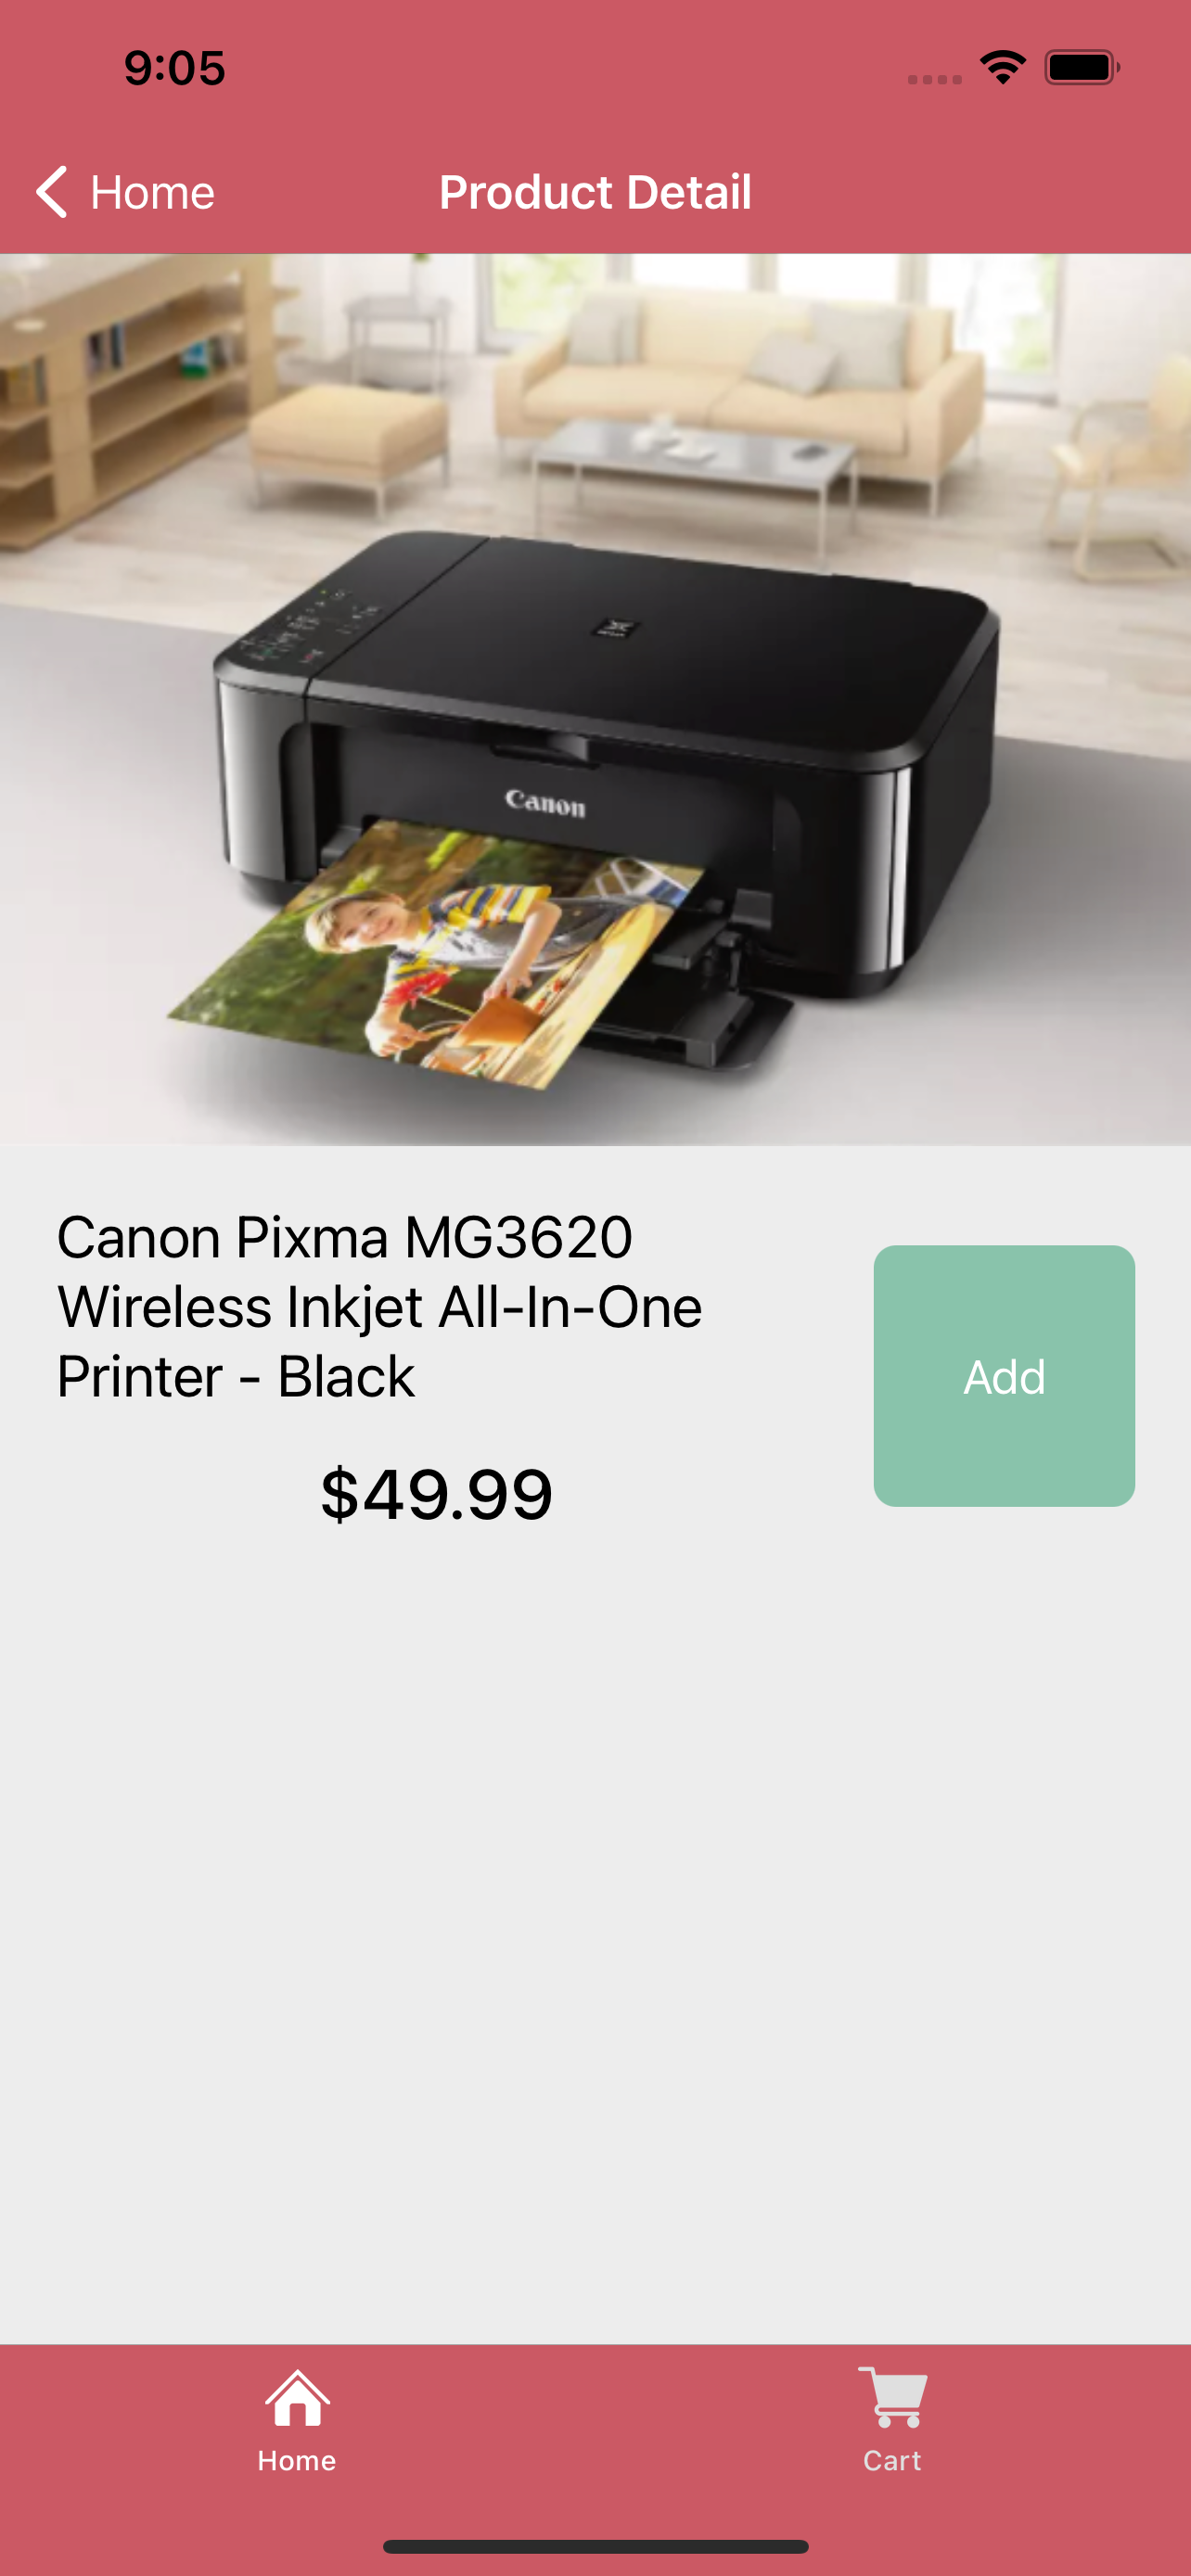 9:05
Home
Product Detail
Canon
Canon Pixma MG3620
Wireless Inkjet All-In-One
Printer - Black
Add
$49.99
Home
Cart